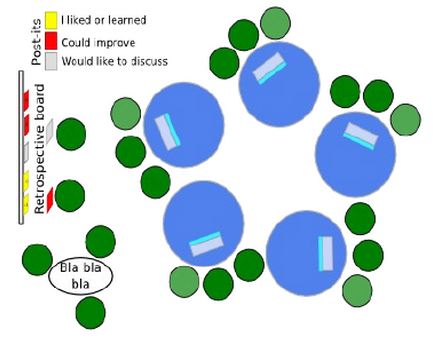 Post-its
I liked or learned
Could improve
Would like to discuss
Retrospective board
Bla bla
bla